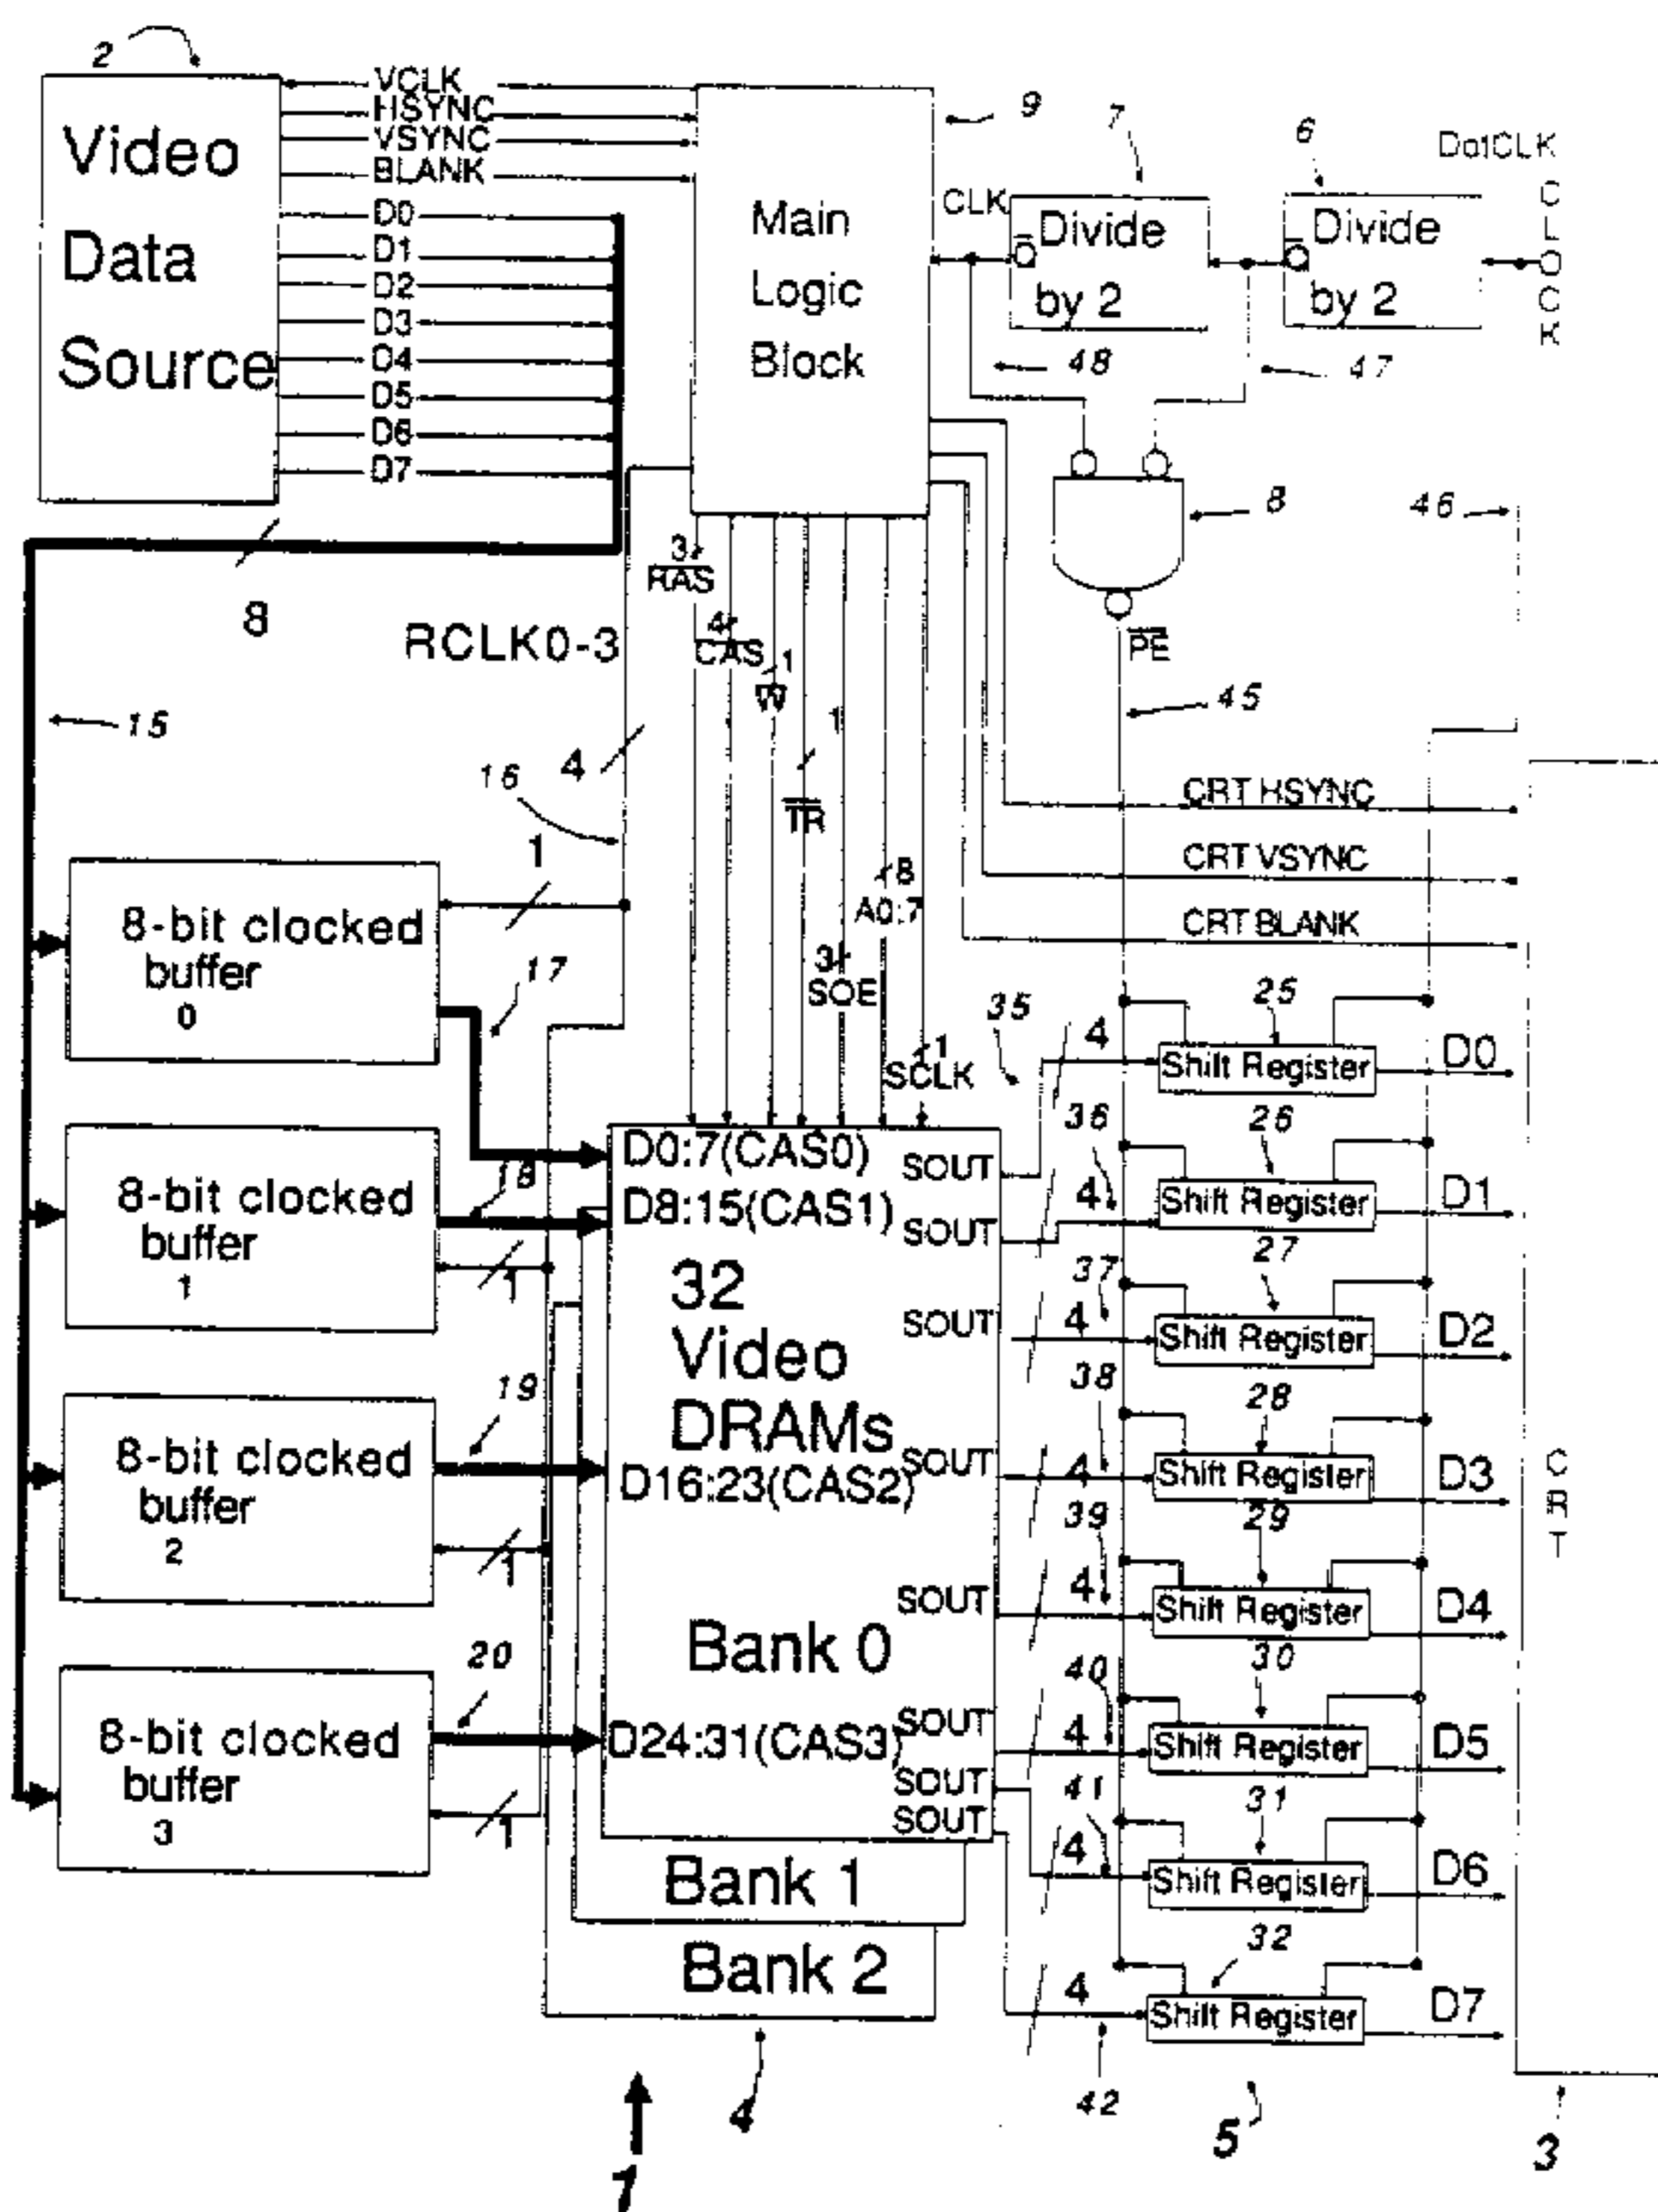 2
Video
Data
Source
VCLK
HSYNC
VSYNC
BLANK
D0
D1
D2
D3
D4
D5
D6
D7
Main
Logic
Block
9
7
6
DotCLK
CLOCK
CLK
Q
Divide
by 2
Q
Divide
by 2
48
47
8
46
8
RCLK0-3
3
RAS
4
CAS
1
W
1
TR
8
A0:7
3
SOE
1
SCLK
PE
45
15
16
4
CRT HSYNC
CRT VSYNC
CRT BLANK
1
8-bit clocked
buffer
0
17
8-bit clocked
buffer
1
18
1
8-bit clocked
buffer
2
19
1
8-bit clocked
buffer
3
20
1
D0:7(CAS0)
D8:15(CAS1)
32
Video
DRAMs
D16:23(CAS2)
Bank 0
D24:31(CAS3)
Bank 1
Bank 2
SOUT
SOUT
SOUT
SOUT
SOUT
SOUT
SOUT
SOUT
35
4
25
Shift Register
D0
36
4
26
Shift Register
D1
37
4
27
Shift Register
D2
38
4
28
Shift Register
D3
39
4
29
Shift Register
D4
40
4
30
Shift Register
D5
41
4
31
Shift Register
D6
4
42
32
Shift Register
D7
CRT
1
4
5
3